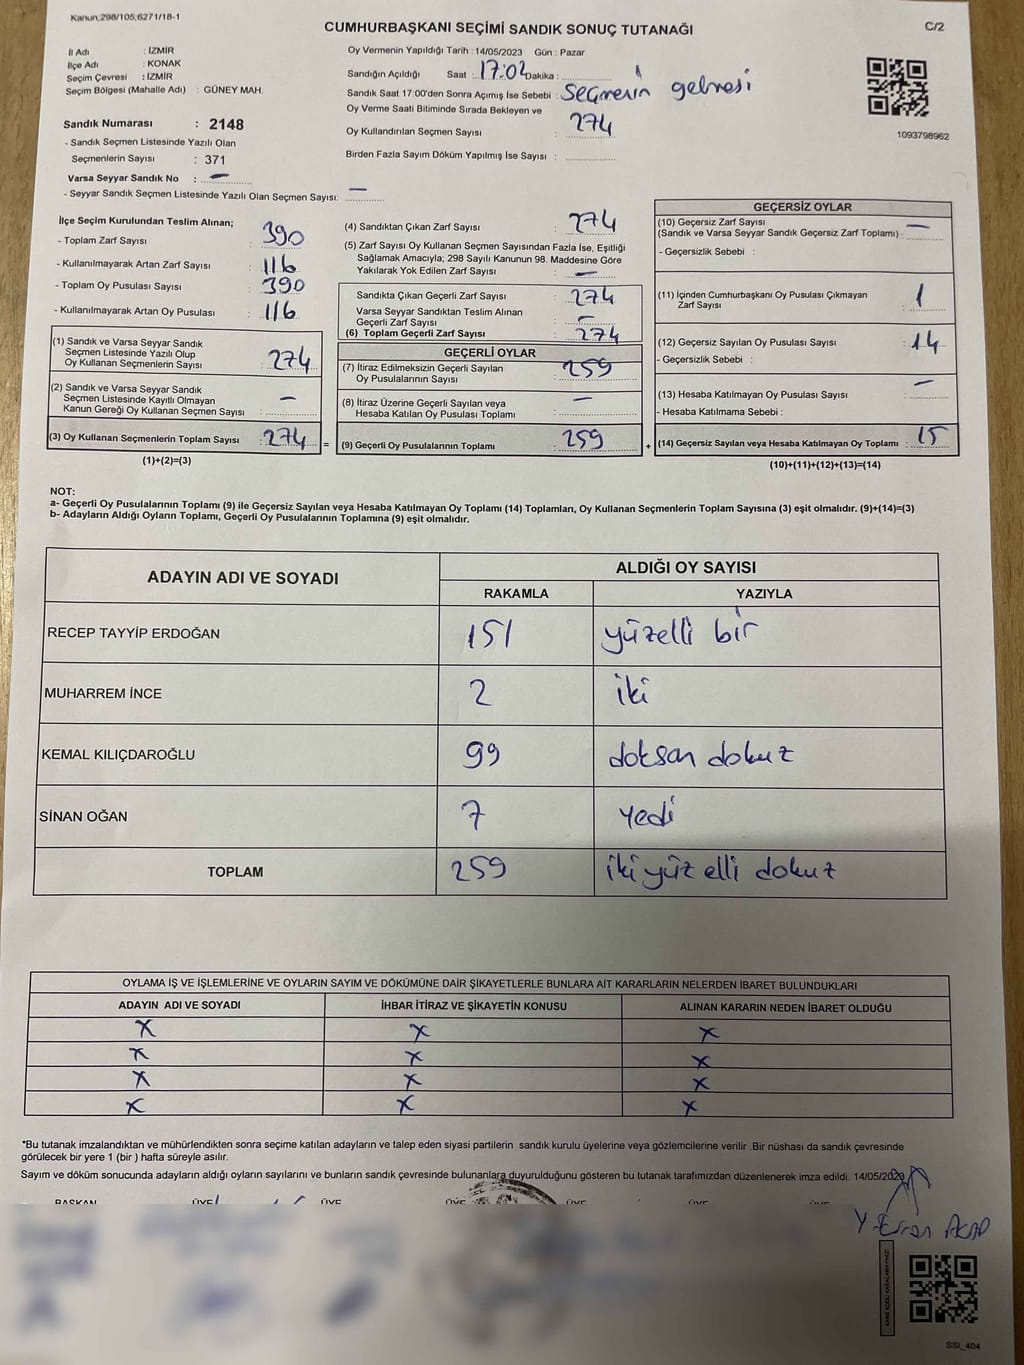 Kanun,298/105,6271/18-1
CUMHURBAŞKANI SEÇİMİ SANDIK SONUÇ TUTANAĞI
C/2
İl Adı : İZMİR
İlçe Adı : KONAK
Seçim Çevresi : İZMİR
Seçim Bölgesi (Mahalle Adı) : GÜNEY MAH.
Sandık Numarası : 2148
- Sandık Seçmen Listesinde Yazılı Olan
Seçmenlerin Sayısı : 371
Varsa Seyyar Sandık No : -
- Seyyar Sandık Seçmen Listesinde Yazılı Olan Seçmen Sayısı: -
Oy Vermenin Yapıldığı Tarih : 14/05/2023 Gün : Pazar
Sandığın Açıldığı Saat : 17:02 Dakika :
Sandık Saat 17:00'den Sonra Açımış İse Sebebi : Seçmenin gelmesi
Oy Verme Saati Bitiminde Sırada Bekleyen ve
Oy Kullandırılan Seçmen Sayısı : 274
Birden Fazla Sayım Döküm Yapılmış İse Sayısı :
1093798962
İlçe Seçim Kurulundan Teslim Alınan;
- Toplam Zarf Sayısı : 390
- Kullanılmayarak Artan Zarf Sayısı : 116
- Toplam Oy Pusulası Sayısı : 390
- Kullanılmayarak Artan Oy Pusulası : 116
(1) Sandık ve Varsa Seyyar Sandık
Seçmen Listesinde Yazılı Olup
Oy Kullanan Seçmenlerin Sayısı : 274
(2) Sandık ve Varsa Seyyar Sandık
Seçmen Listesinde Kayıtlı Olmayan
Kanun Gereği Oy Kullanan Seçmen Sayısı : -
(3) Oy Kullanan Seçmenlerin Toplam Sayısı : 274 =
(1)+(2)=(3)
(4) Sandıktan Çıkan Zarf Sayısı : 274
(5) Zarf Sayısı Oy Kullanan Seçmen Sayısından Fazla İse, Eşitliği
Sağlamak Amacıyla; 298 Sayılı Kanunun 98. Maddesine Göre
Yakılarak Yok Edilen Zarf Sayısı : -
Sandıkta Çıkan Geçerli Zarf Sayısı : 274
Varsa Seyyar Sandıktan Teslim Alınan
Geçerli Zarf Sayısı : -
(6) Toplam Geçerli Zarf Sayısı : 274
GEÇERLİ OYLAR
(7) İtiraz Edilmeksizin Geçerli Sayılan
Oy Pusulalarının Sayısı : 259
(8) İtiraz Üzerine Geçerli Sayılan veya
Hesaba Katılan Oy Pusulası Toplamı : -
(9) Geçerli Oy Pusulalarının Toplamı : 259 +
GEÇERSİZ OYLAR
(10) Geçersiz Zarf Sayısı
(Sandık ve Varsa Seyyar Sandık Geçersiz Zarf Toplamı) : -
- Geçersizlik Sebebi :
(11) İçinden Cumhurbaşkanı Oy Pusulası Çıkmayan
Zarf Sayısı : 1
(12) Geçersiz Sayılan Oy Pusulası Sayısı : 14
- Geçersizlik Sebebi :
(13) Hesaba Katılmayan Oy Pusulası Sayısı : -
- Hesaba Katılmama Sebebi :
(14) Geçersiz Sayılan veya Hesaba Katılmayan Oy Toplamı : 15
(10)+(11)+(12)+(13)=(14)
NOT:
a- Geçerli Oy Pusulalarının Toplamı (9) ile Geçersiz Sayılan veya Hesaba Katılmayan Oy Toplamı (14) Toplamları, Oy Kullanan Seçmenlerin Toplam Sayısına (3) eşit olmalıdır. (9)+(14)=(3)
b- Adayların Aldığı Oyların Toplamı, Geçerli Oy Pusulalarının Toplamına (9) eşit olmalıdır.
ADAYIN ADI VE SOYADI
ALDIĞI OY SAYISI
RAKAMLA YAZIYLA
RECEP TAYYİP ERDOĞAN 151 yüzelli bir
MUHARREM İNCE 2 iki
KEMAL KILIÇDAROĞLU 99 doksan dokuz
SİNAN OĞAN 7 yedi
TOPLAM 259 ikiyüz elli dokuz
OYLAMA İŞ VE İŞLEMLERİNE VE OYLARIN SAYIM VE DÖKÜMÜNE DAİR ŞİKAYETLERLE BUNLARA AİT KARARLARIN NELERDEN İBARET BULUNDUKLARI
ADAYIN ADI VE SOYADI İHBAR İTİRAZ VE ŞİKAYETİN KONUSU ALINAN KARARIN NEDEN İBARET OLDUĞU
x x x
x x x
x x x
x x x
*Bu tutanak imzalandıktan ve mühürlendikten sonra seçime katılan adayların ve talep eden siyasi partilerin sandık kurulu üyelerine veya gözlemcilerine verilir. Bir nüshası da sandık çevresinde
görülecek bir yere 1 (bir ) hafta süreyle asılır.
Sayım ve döküm sonucunda adayların aldığı oyların sayılarını ve bunların sandık çevresinde bulunanlara duyurulduğunu gösteren bu tutanak tarafımızdan düzenlenerek imza edildi. 14/05/2023
BAŞKAN ÜYE ÜYE ÜYE ÜYE ÜYE ÜYE
SSI_404